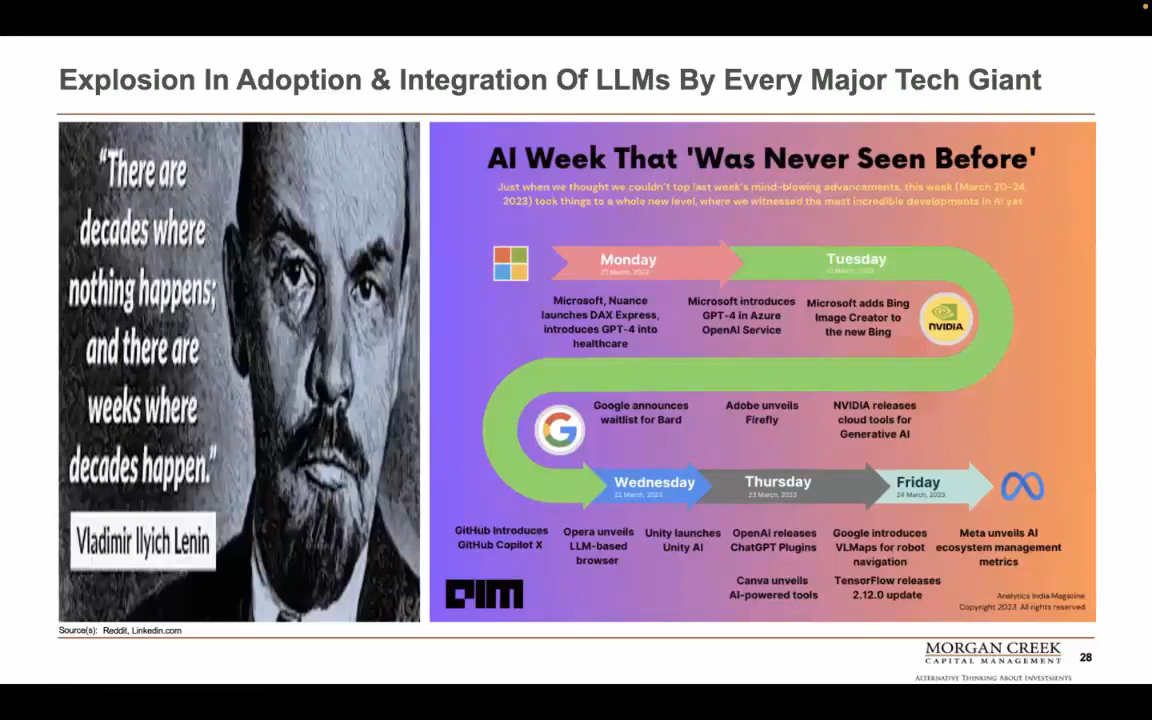 Explosion In Adoption & Integration Of LLMs By Every Major Tech Giant
“There are
decades where
nothing happens;
and there are
weeks where
decades happen.”
Vladimir Ilyich Lenin
AI Week That 'Was Never Seen Before'
Just when we thought we couldn't top last week's mind-blowing advancements, this week (March 20-24,
2023) took things to a whole new level, where we witnessed the most incredible developments in AI yet
Monday
Tuesday
March, 2023
March, 2023
Microsoft, Nuance
launches DAX Express,
introduces GPT-4 into
healthcare
Microsoft introduces
GPT-4 in Azure
OpenAI Service
Microsoft adds Bing
Image Creator to
the new Bing
NVIDIA
Google announces
waitlist for Bard
Adobe unveils
Firefly
NVIDIA releases
cloud tools for
Generative AI
G
Wednesday
22 March, 2023
Thursday
23 March, 2023
Friday
24 March, 2023
GitHub Introduces
GitHub Copilot X
Opera unveils
LLM-based
browser
Unity launches
Unity AI
OpenAI releases
ChatGPT Plugins
Canva unveils
AI-powered tools
Google introduces
VLMaps for robot
navigation
TensorFlow releases
2.12.0 update
Meta unveils AI
ecosystem management
metrics
AIM
Analytics India Magazine
Copyright 2023. All rights reserved
Source(s): Reddit, Linkedin.com
MORGAN CREEK
CAPITAL MANAGEMENT
ALTERNATIVE THINKING ABOUT INVESTMENTS
28